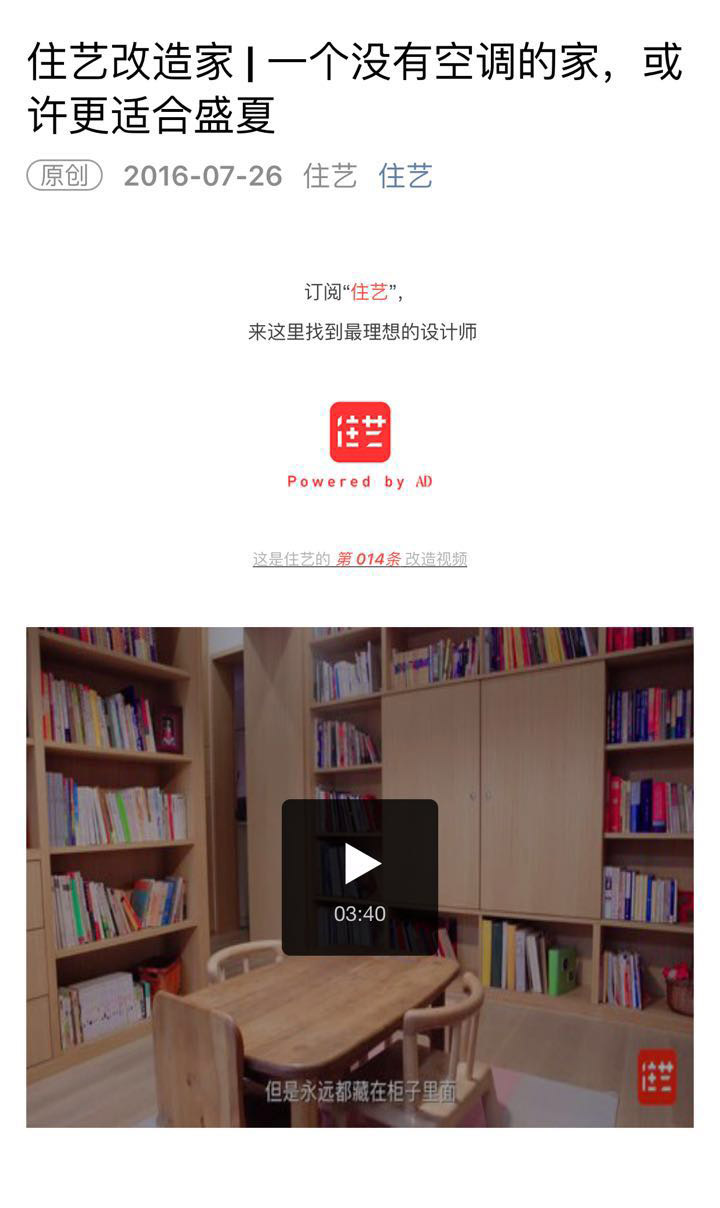 住艺改造家 | 一个没有空调的家，或
许更适合盛夏
原创 2016-07-26 住艺 住艺
订阅“住艺”，
来这里找到最理想的设计师
住艺
Powered by AD
这是住艺的 第 014条 改造视频
03:40
但是永远都藏在柜子里面
住艺